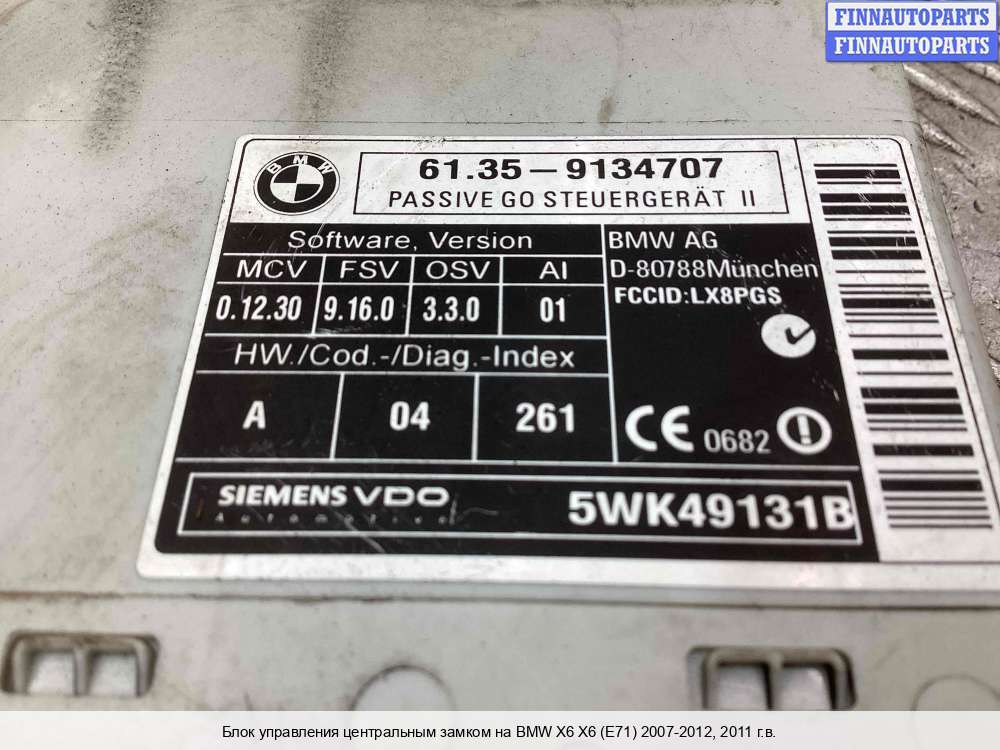 FINNAUTOPARTS
FINNAUTOPARTS
BMW
61.35 – 9134707
PASSIVE GO STEUERGERÄT II
Software, Version
MCV FSV OSV AI
0.12.30 9.16.0 3.3.0 01
HW./Cod.-/Diag.-Index
A 04 261
BMW AG
D-80788München
FCCID:LX8PGS
CE 0682
SIEMENS VDO
Automotive
5WK49131B
Блок управления центральным замком на BMW X6 X6 (E71) 2007-2012, 2011 г.в.